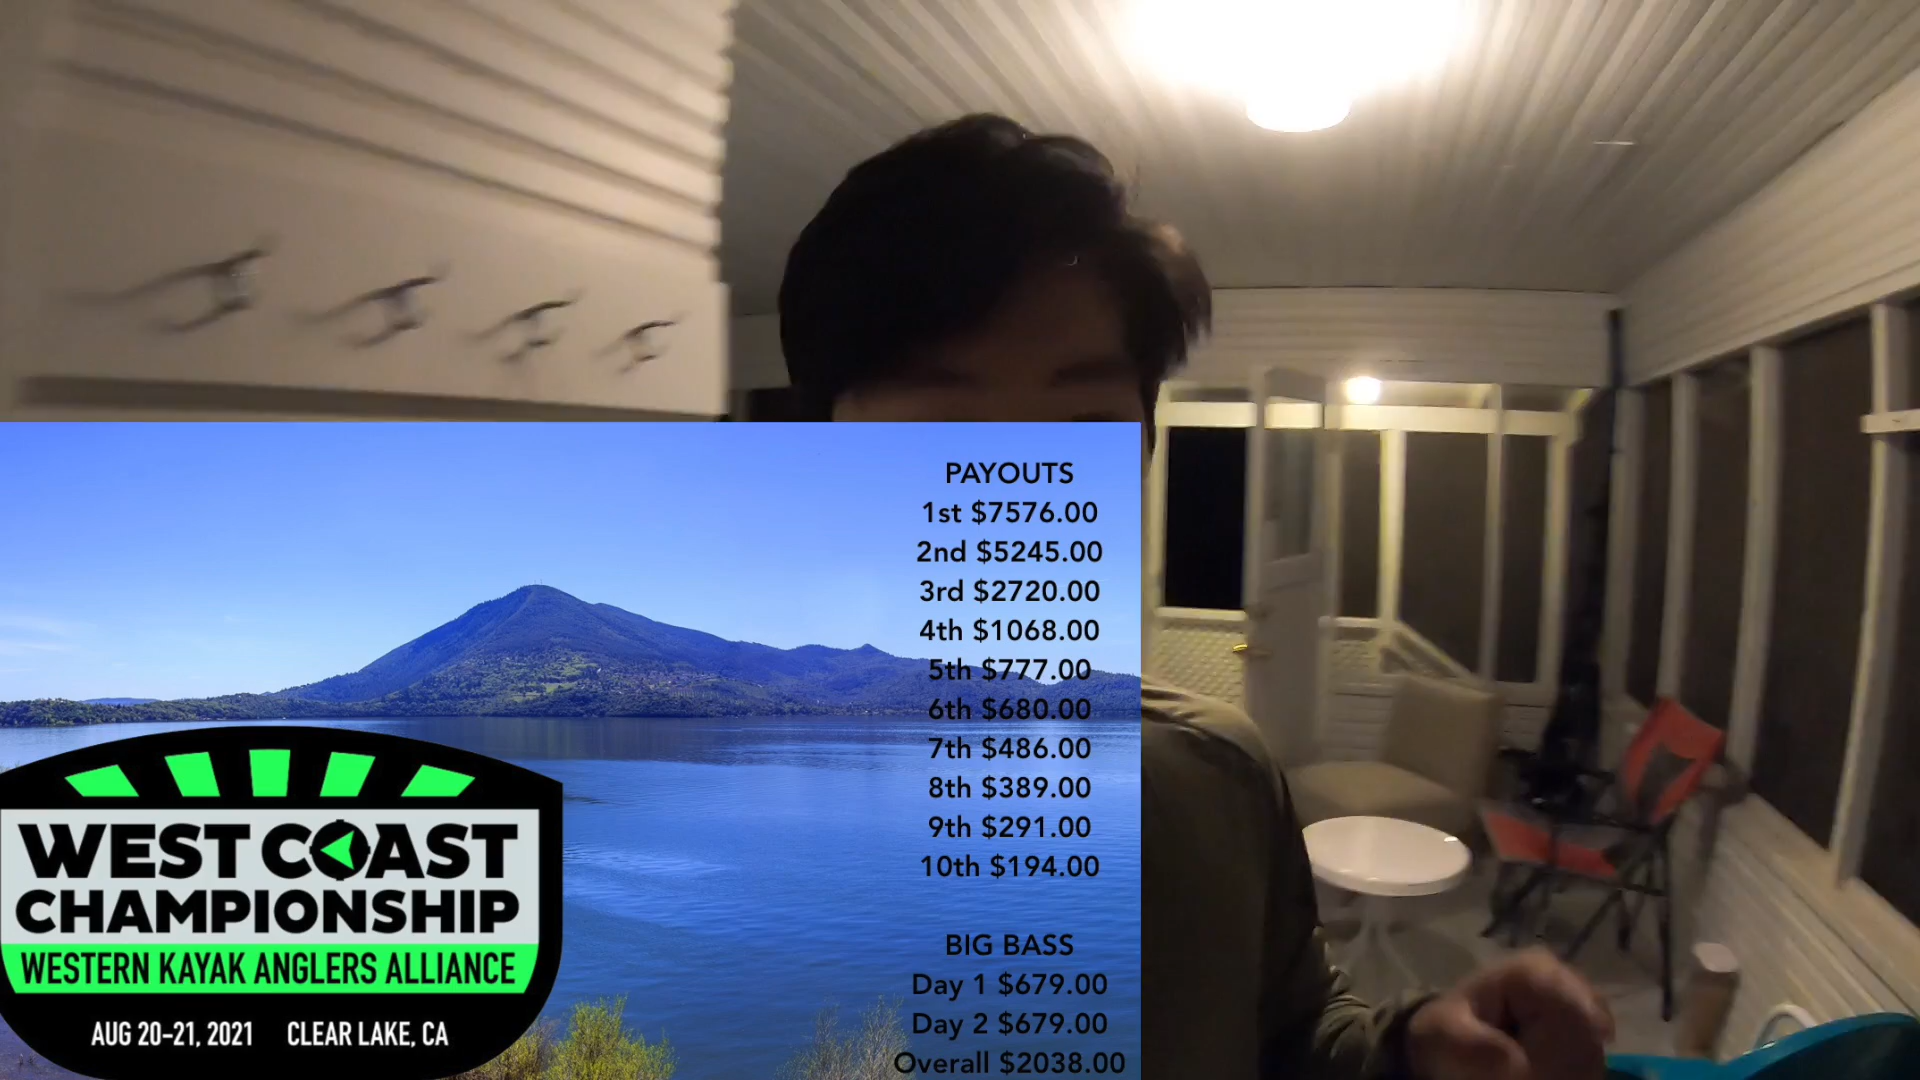 PAYOUTS
1st $7576.00
2nd $5245.00
3rd $2720.00
4th $1068.00
5th $777.00
6th $680.00
7th $486.00
8th $389.00
9th $291.00
10th $194.00
BIG BASS
Day 1 $679.00
Day 2 $679.00
Overall $2038.00
WEST COAST
CHAMPIONSHIP
WESTERN KAYAK ANGLERS ALLIANCE
AUG 20-21, 2021 CLEAR LAKE, CA